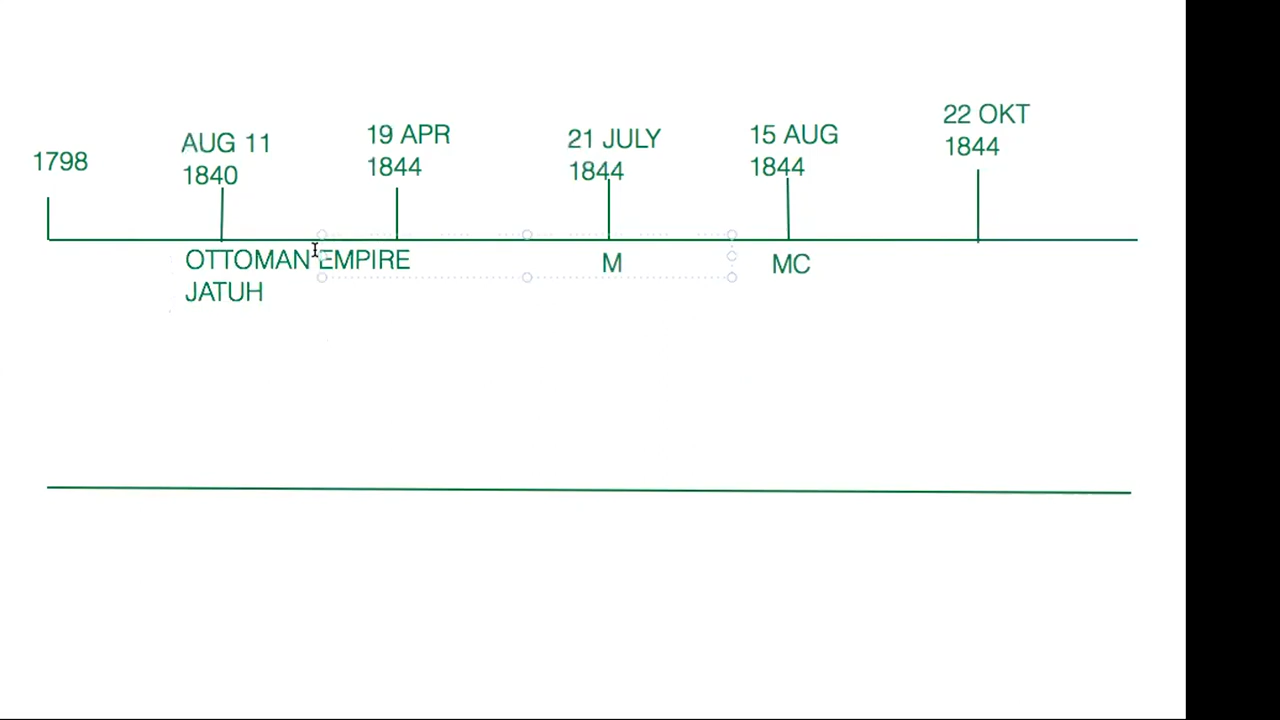 1798
AUG 11
1840
19 APR
1844
21 JULY
1844
15 AUG
1844
22 OKT
1844
OTTOMAN EMPIRE
JATUH
M
MC